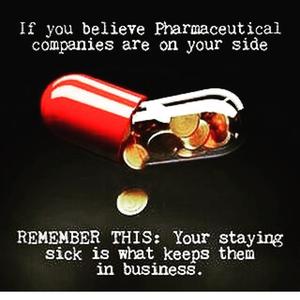 If you believe Pharmaceutical
companies are on your side
REMEMBER THIS: Your staying
sick is what keeps them
in business.